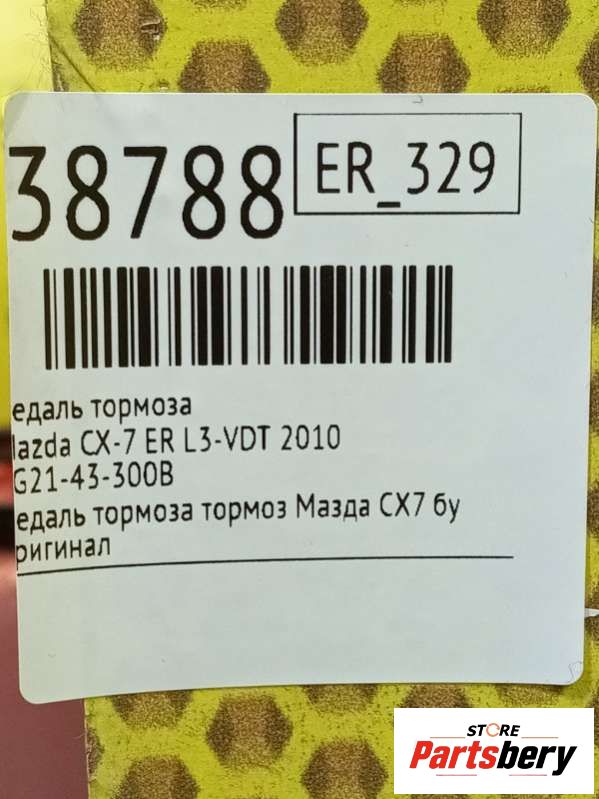 38788
ER_329
едаль тормоза
lazda CX-7 ER L3-VDT 2010
G21-43-300B
едаль тормоза тормоз Мазда СХ7 бу
ригинал
STORE
Partsbery